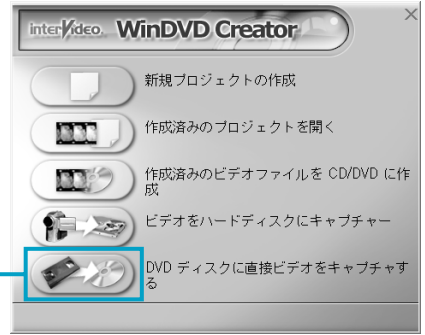 interVideo. WinDVD Creator
新規プロジェクトの作成
作成済みのプロジェクトを開く
作成済みのビデオファイルを CD/DVD に作
成
ビデオをハードディスクにキャプチャー
DVD ディスクに直接ビデオをキャプチャす
る